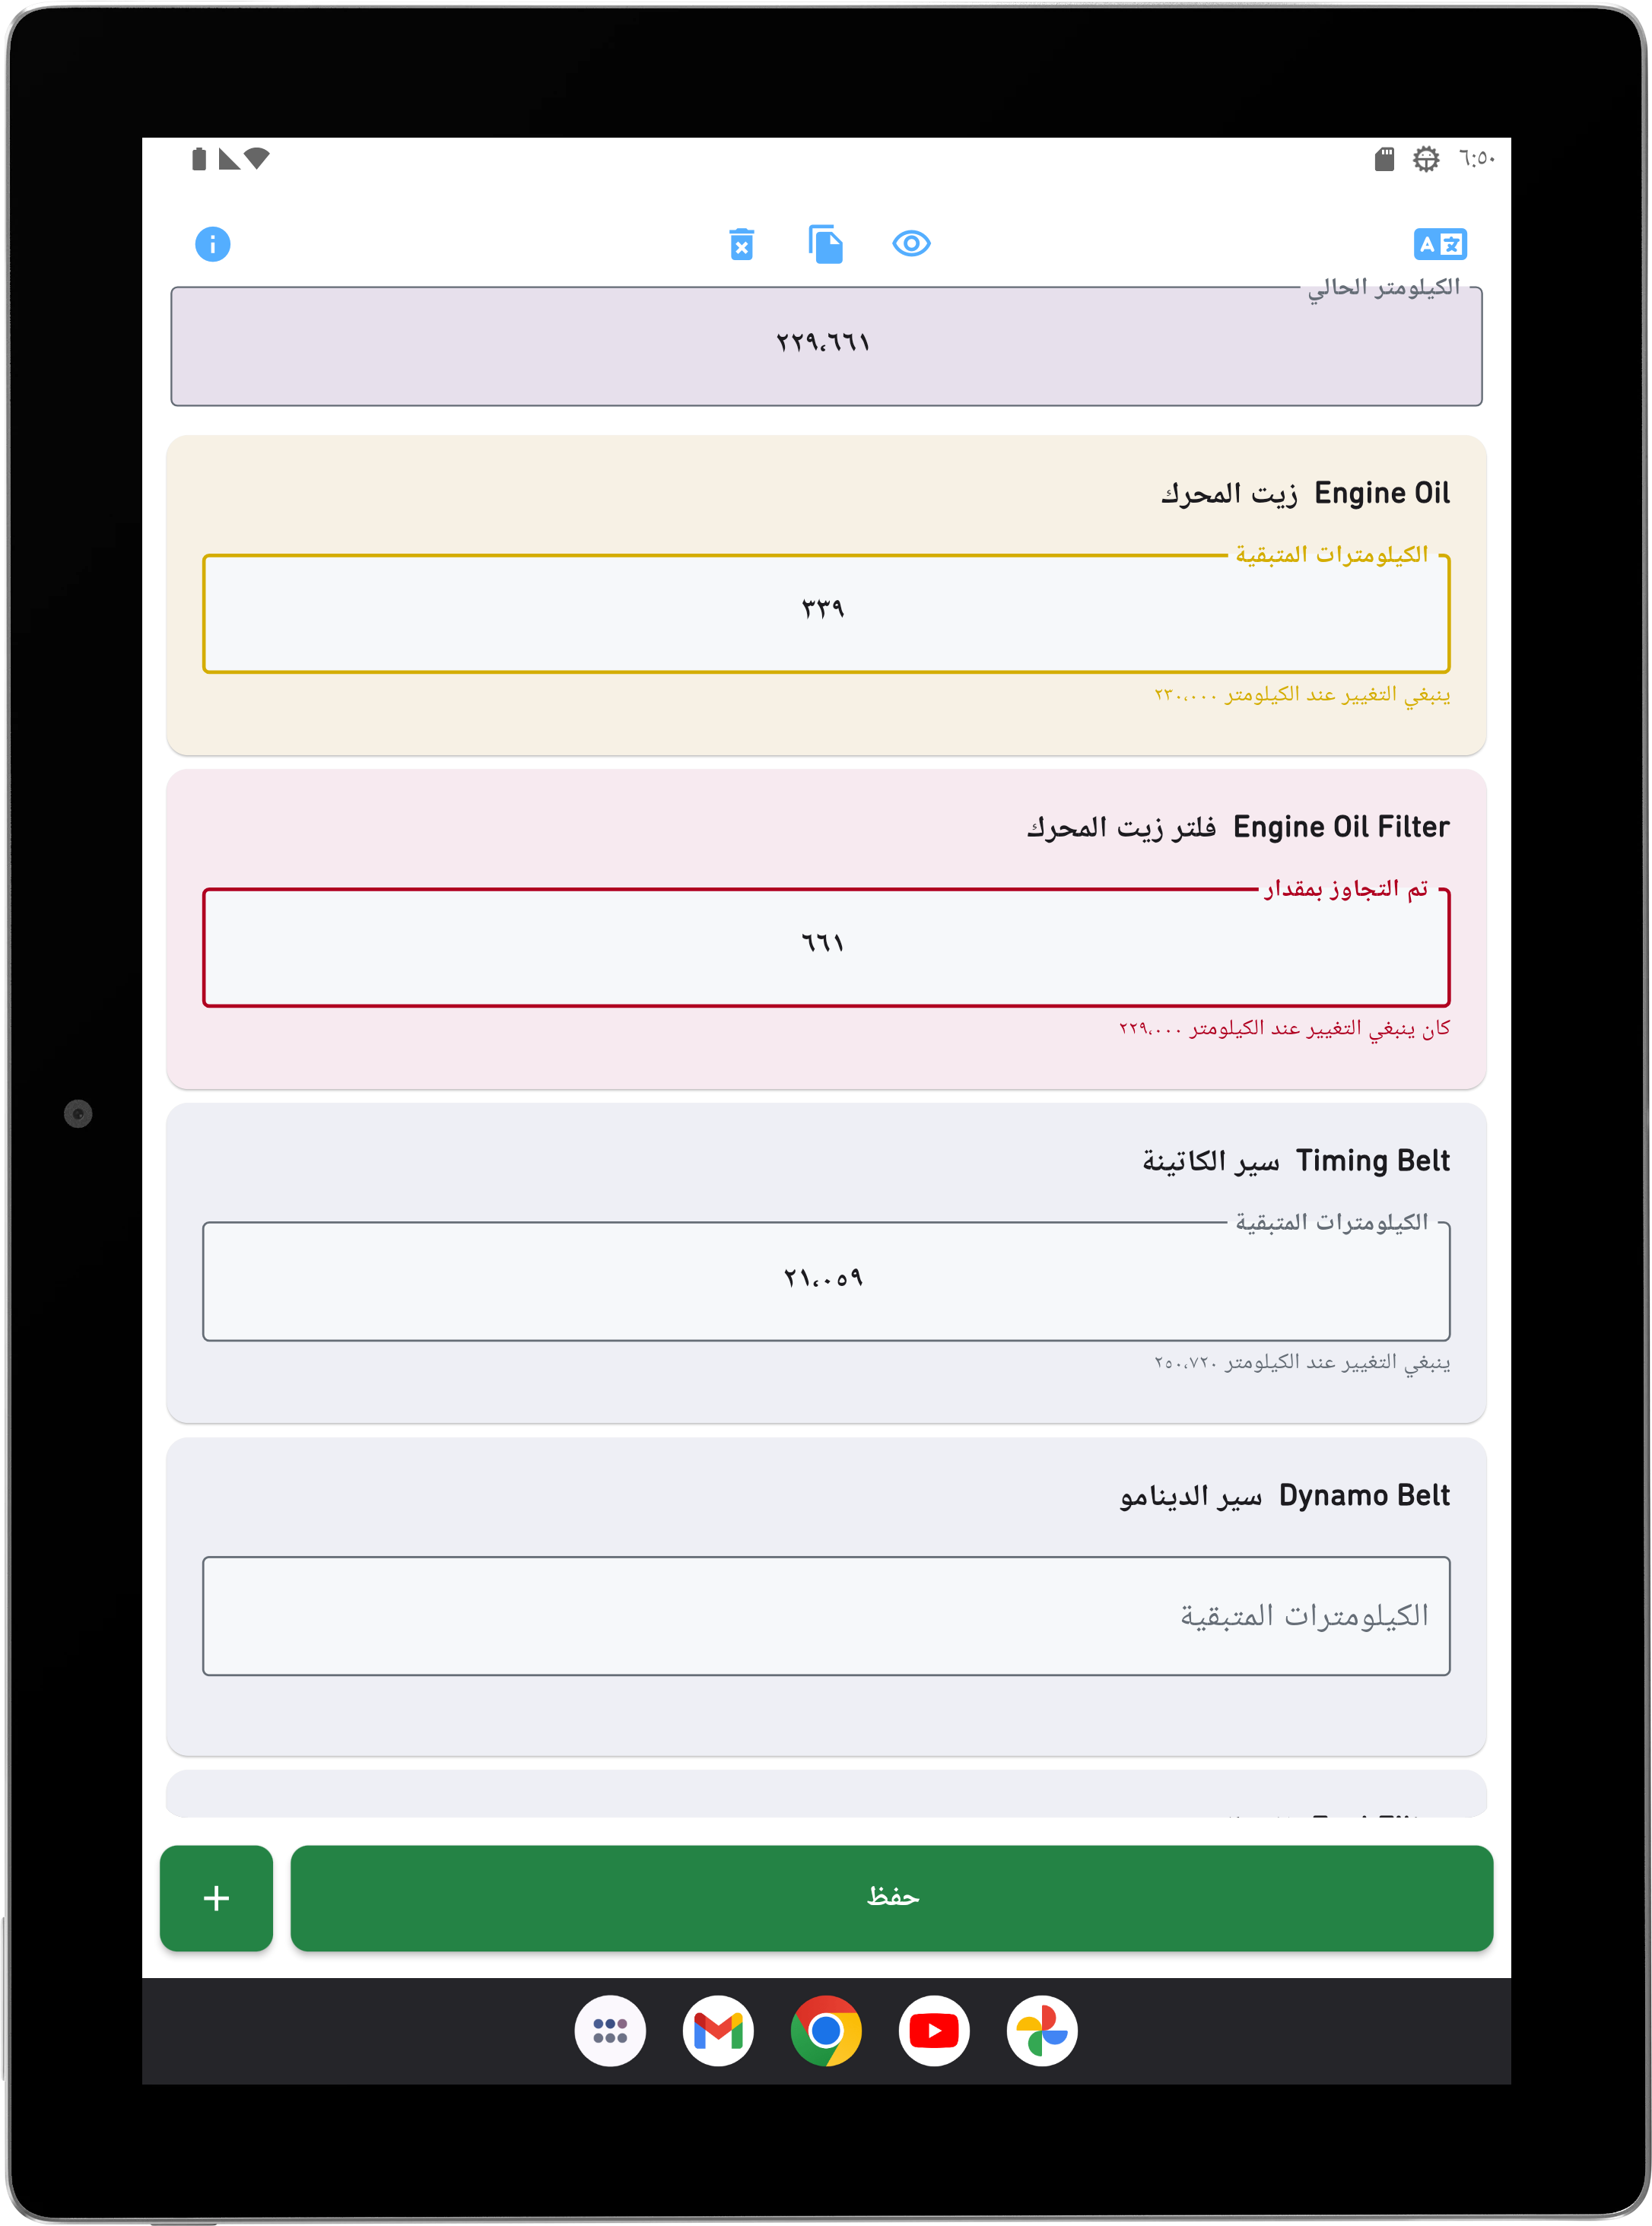 ٦:٥٠
الكيلومتر الحالي
٢٢٩،٦٦١
Engine Oil زيت المحرك
الكيلومترات المتبقية
٣٣٩
ينبغي التغيير عند الكيلومتر ٢٣٠،٠٠٠
Engine Oil Filter فلتر زيت المحرك
تم التجاوز بمقدار
٦٦١
كان ينبغي التغيير عند الكيلومتر ٢٢٩،٠٠٠
Timing Belt سير الكاتينة
الكيلومترات المتبقية
٢١،٠٥٩
ينبغي التغيير عند الكيلومتر ٢٥٠،٧٢٠
Dynamo Belt سير الدينامو
الكيلومترات المتبقية
حفظ